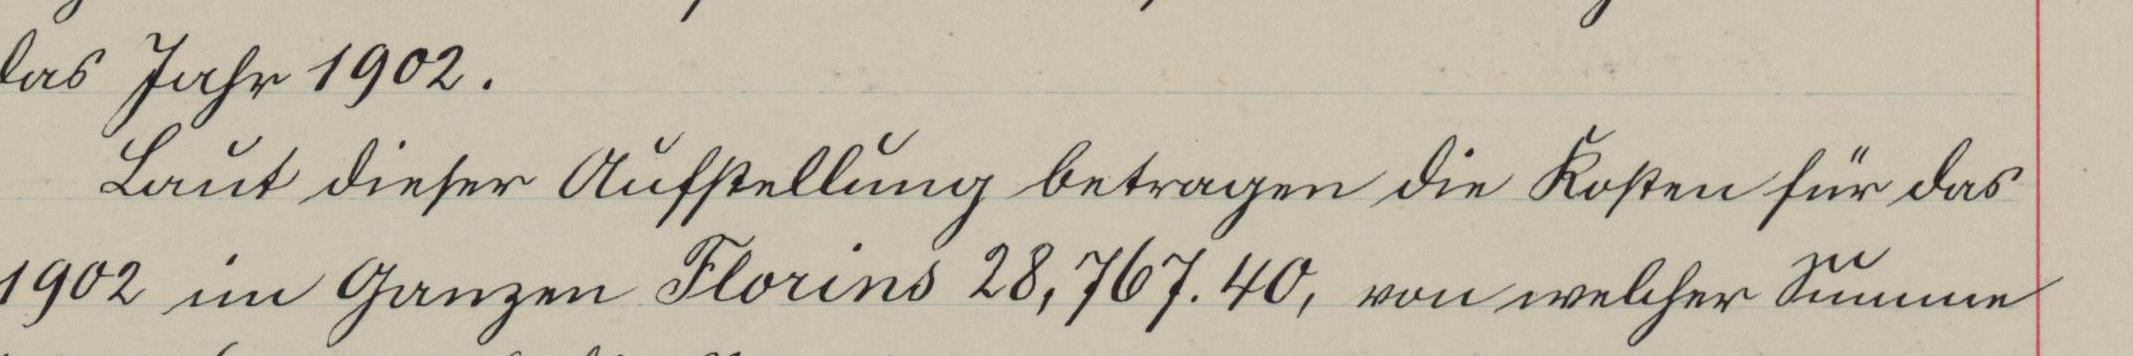 das Jahr 1902.
Laut dieser Aufstellung betragen die Kosten für das
1902 im Ganzen Florins 28,767.40, von welcher Summe